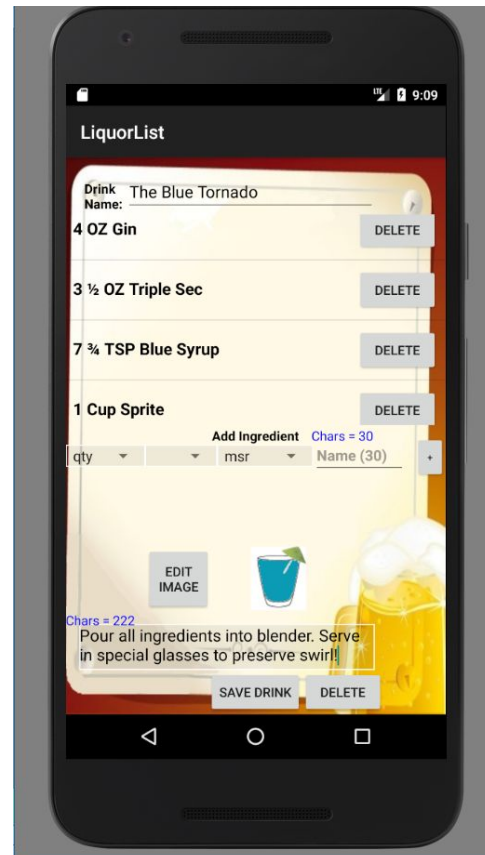 LTE 9:09
LiquorList
Drink Name: The Blue Tornado
4 OZ Gin DELETE
3 ½ OZ Triple Sec DELETE
7 ¾ TSP Blue Syrup DELETE
1 Cup Sprite DELETE
Add Ingredient Chars = 30
qty msr Name (30) +
EDIT
IMAGE
Chars = 222
Pour all ingredients into blender. Serve
in special glasses to preserve swirl!
SAVE DRINK DELETE